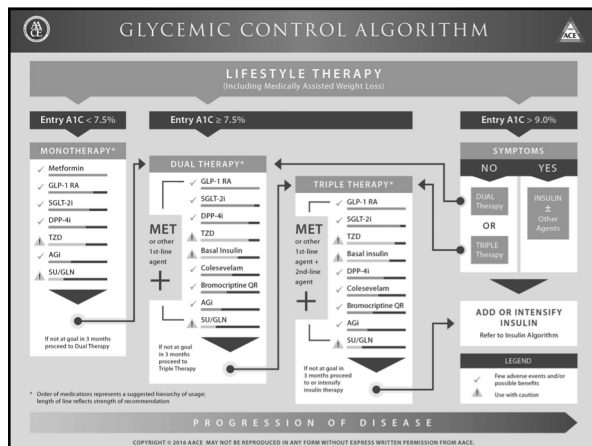 AACE
GLYCEMIC CONTROL ALGORITHM
ACE
LIFESTYLE THERAPY
(Including Medically Assisted Weight Loss)
Entry A1C < 7.5%
Entry A1C ≥ 7.5%
Entry A1C > 9.0%
MONOTHERAPY*
Metformin
GLP-1 RA
SGLT-2i
DPP-4i
TZD
AGi
SU/GLN
If not at goal in 3 months
proceed to Dual Therapy
DUAL THERAPY*
GLP-1 RA
SGLT-2i
DPP-4i
TZD
Basal Insulin
Colesevelam
Bromocriptine QR
AGi
SU/GLN
MET
or other
1st-line
agent
+
If not at goal
in 3 months
proceed to
Triple Therapy
TRIPLE THERAPY*
GLP-1 RA
SGLT-2i
TZD
Basal insulin
DPP-4i
Colesevelam
Bromocriptine QR
AGi
SU/GLN
MET
or other
1st-line
agent +
2nd-line
agent
+
If not at goal in
3 months proceed
to or intensify
insulin therapy
SYMPTOMS
NO
YES
DUAL
Therapy
OR
TRIPLE
Therapy
INSULIN
±
Other
Agents
ADD OR INTENSIFY
INSULIN
Refer to Insulin Algorithm
LEGEND
Few adverse events and/or
possible benefits
Use with caution
* Order of medications represents a suggested hierarchy of usage;
length of line reflects strength of recommendation
PROGRESSION OF DISEASE
COPYRIGHT © 2016 AACE MAY NOT BE REPRODUCED IN ANY FORM WITHOUT EXPRESS WRITTEN PERMISSION FROM AACE.